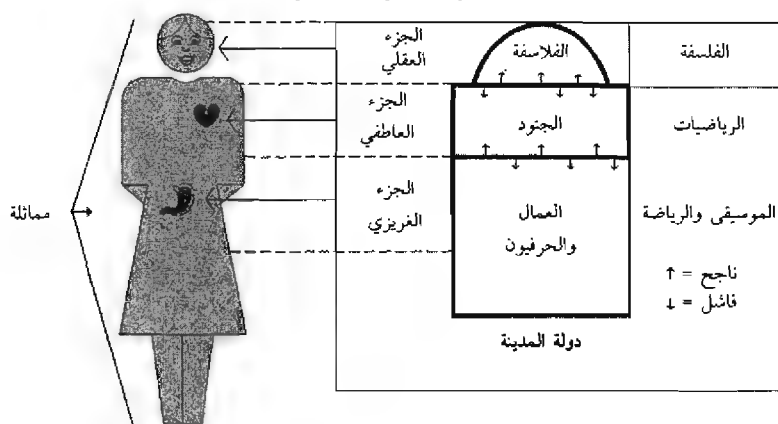 الفلسفة
الفلاسفة
الجزء
العقلي
الرياضيات
الجنود
الجزء
العاطفي
الموسيقى والرياضة
العمال
والحرفيون
الجزء
الغريزي
مماثلة
↑ = ناجح
↓ = فاشل
دولة المدينة